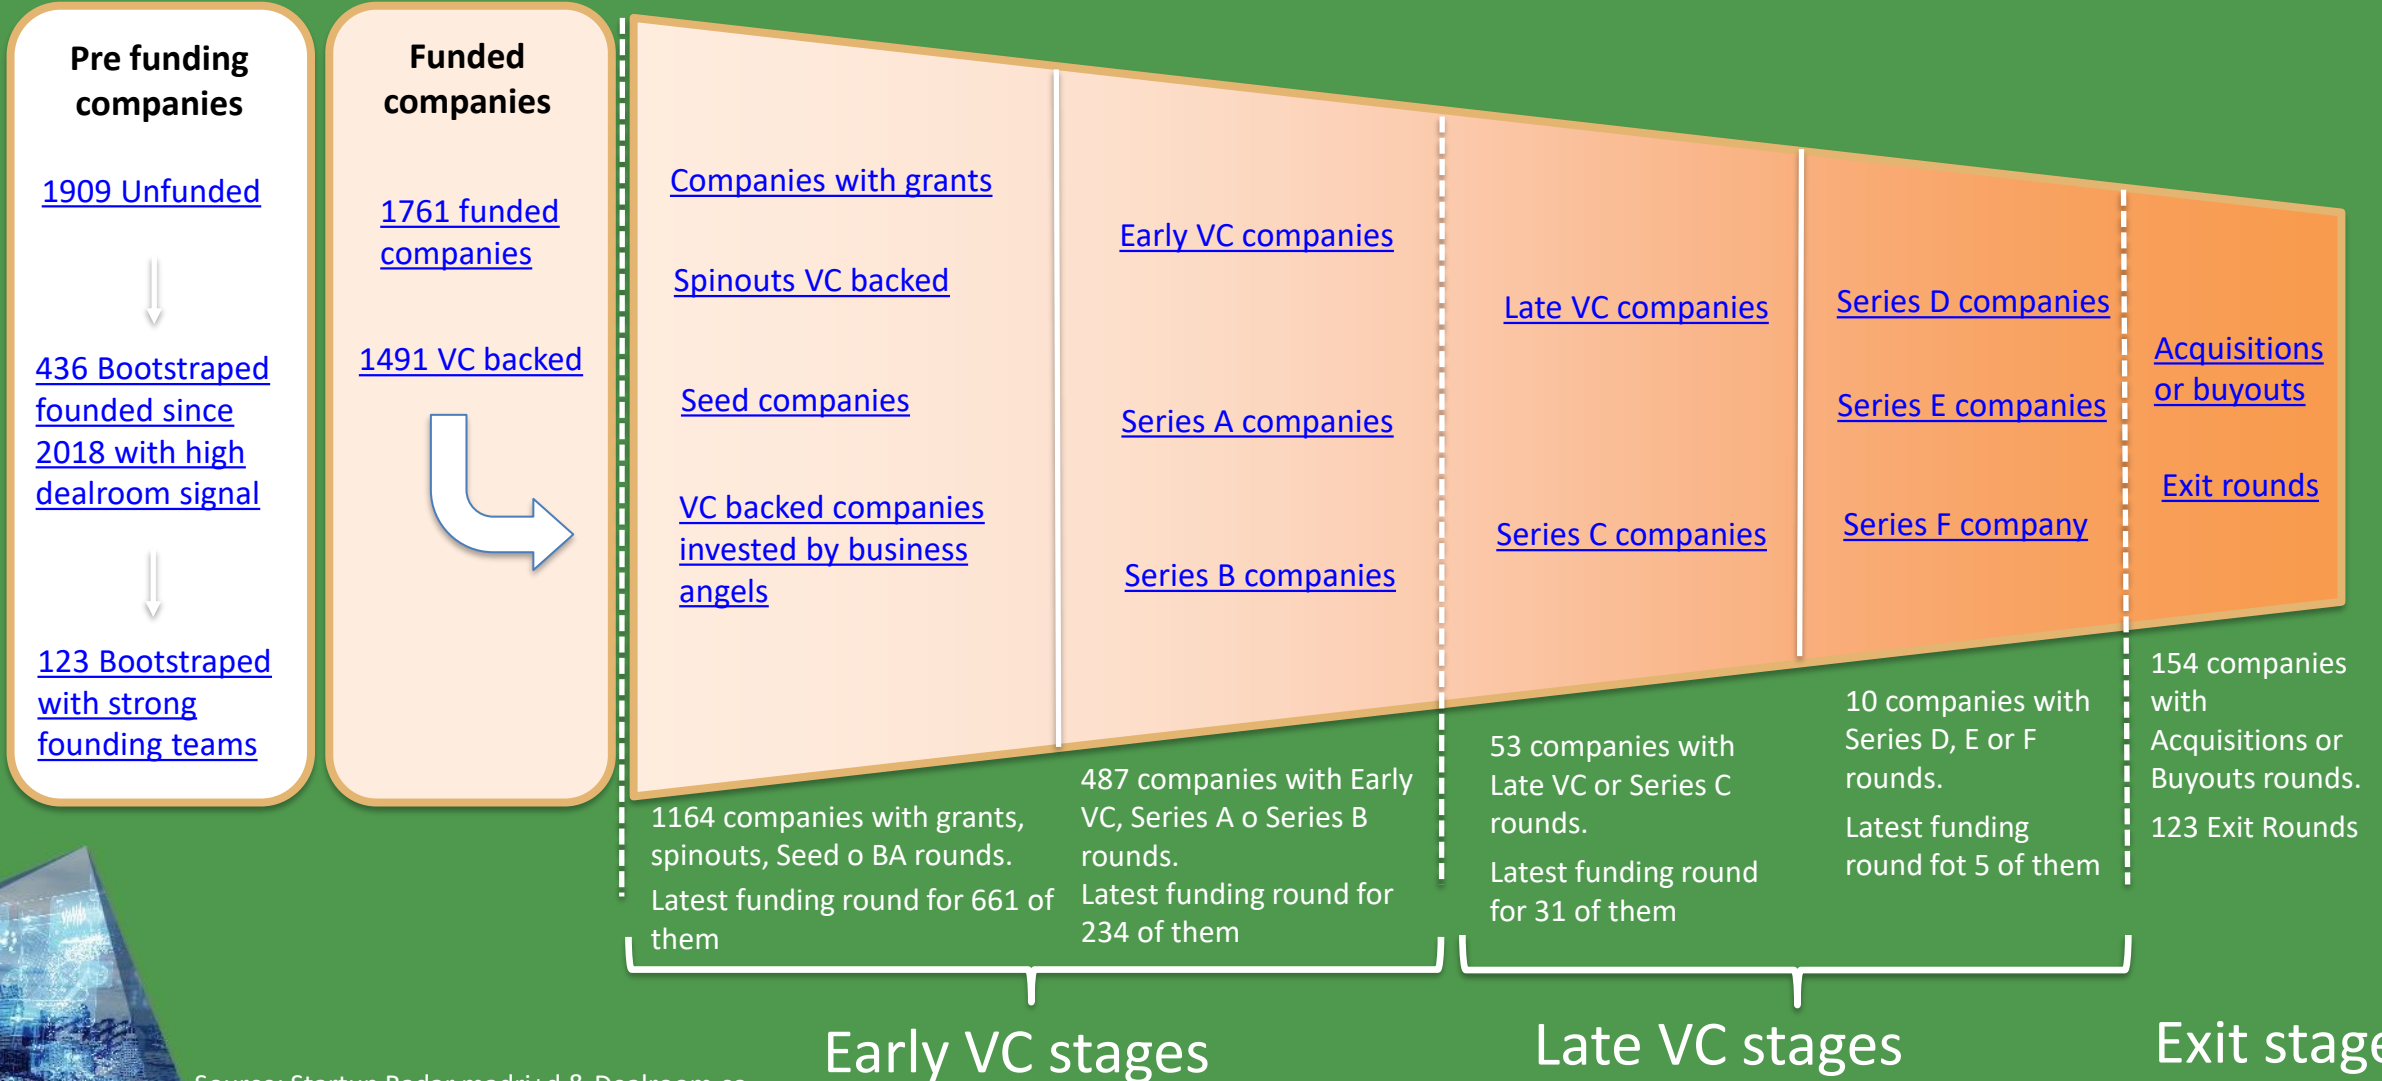 Pre funding
companies
1909 Unfunded
436 Bootstraped
founded since
2018 with high
dealroom signal
123 Bootstraped
with strong
founding teams
Funded
companies
1761 funded
companies
1491 VC backed
Companies with grants
Spinouts VC backed
Seed companies
VC backed companies
invested by business
angels
Early VC companies
Series A companies
Series B companies
Late VC companies
Series C companies
Series D companies
Series E companies
Series F company
Acquisitions
or buyouts
Exit rounds
1164 companies with grants,
spinouts, Seed o BA rounds.
Latest funding round for 661 of
them
487 companies with Early
VC, Series A o Series B
rounds.
Latest funding round for
234 of them
53 companies with
Late VC or Series C
rounds.
Latest funding round
for 31 of them
10 companies with
Series D, E or F
rounds.
Latest funding
round fot 5 of them
154 companies
with
Acquisitions or
Buyouts rounds.
123 Exit Rounds
Early VC stages
Late VC stages
Exit stage
Source: Startup Radar madri+d & Dealroom.co